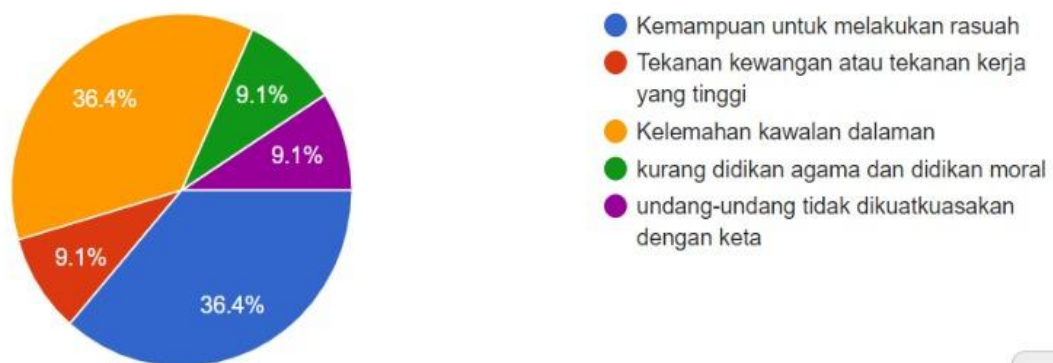 36.4%
9.1%
9.1%
9.1%
36.4%
Kemampuan untuk melakukan rasuah
Tekanan kewangan atau tekanan kerja
yang tinggi
Kelemahan kawalan dalaman
kurang didikan agama dan didikan moral
undang-undang tidak dikuatkuasakan
dengan keta